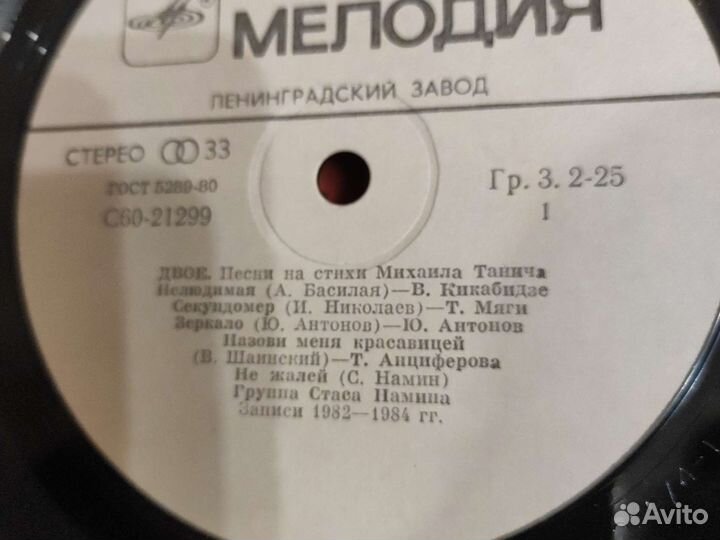 МЕЛОДИЯ
ЛЕНИНГРАДСКИЙ ЗАВОД
СТЕРЕО 33
ГОСТ 5289-80
С60-21299
Гр. 3. 2-25
1
ДВОЕ. Песни на стихи Михаила Танича
Нелюдимая (А. Басилая)—В. Кикабидзе
Секундомер (И. Николаев)—Т. Мяги
Зеркало (Ю. Антонов)—Ю. Антонов
Назови меня красавицей
(В. Шаинский)—Т. Анциферова
Не жалей (С. Намин)
Группа Стаса Намина
Записи 1982—1984 гг.
Avito